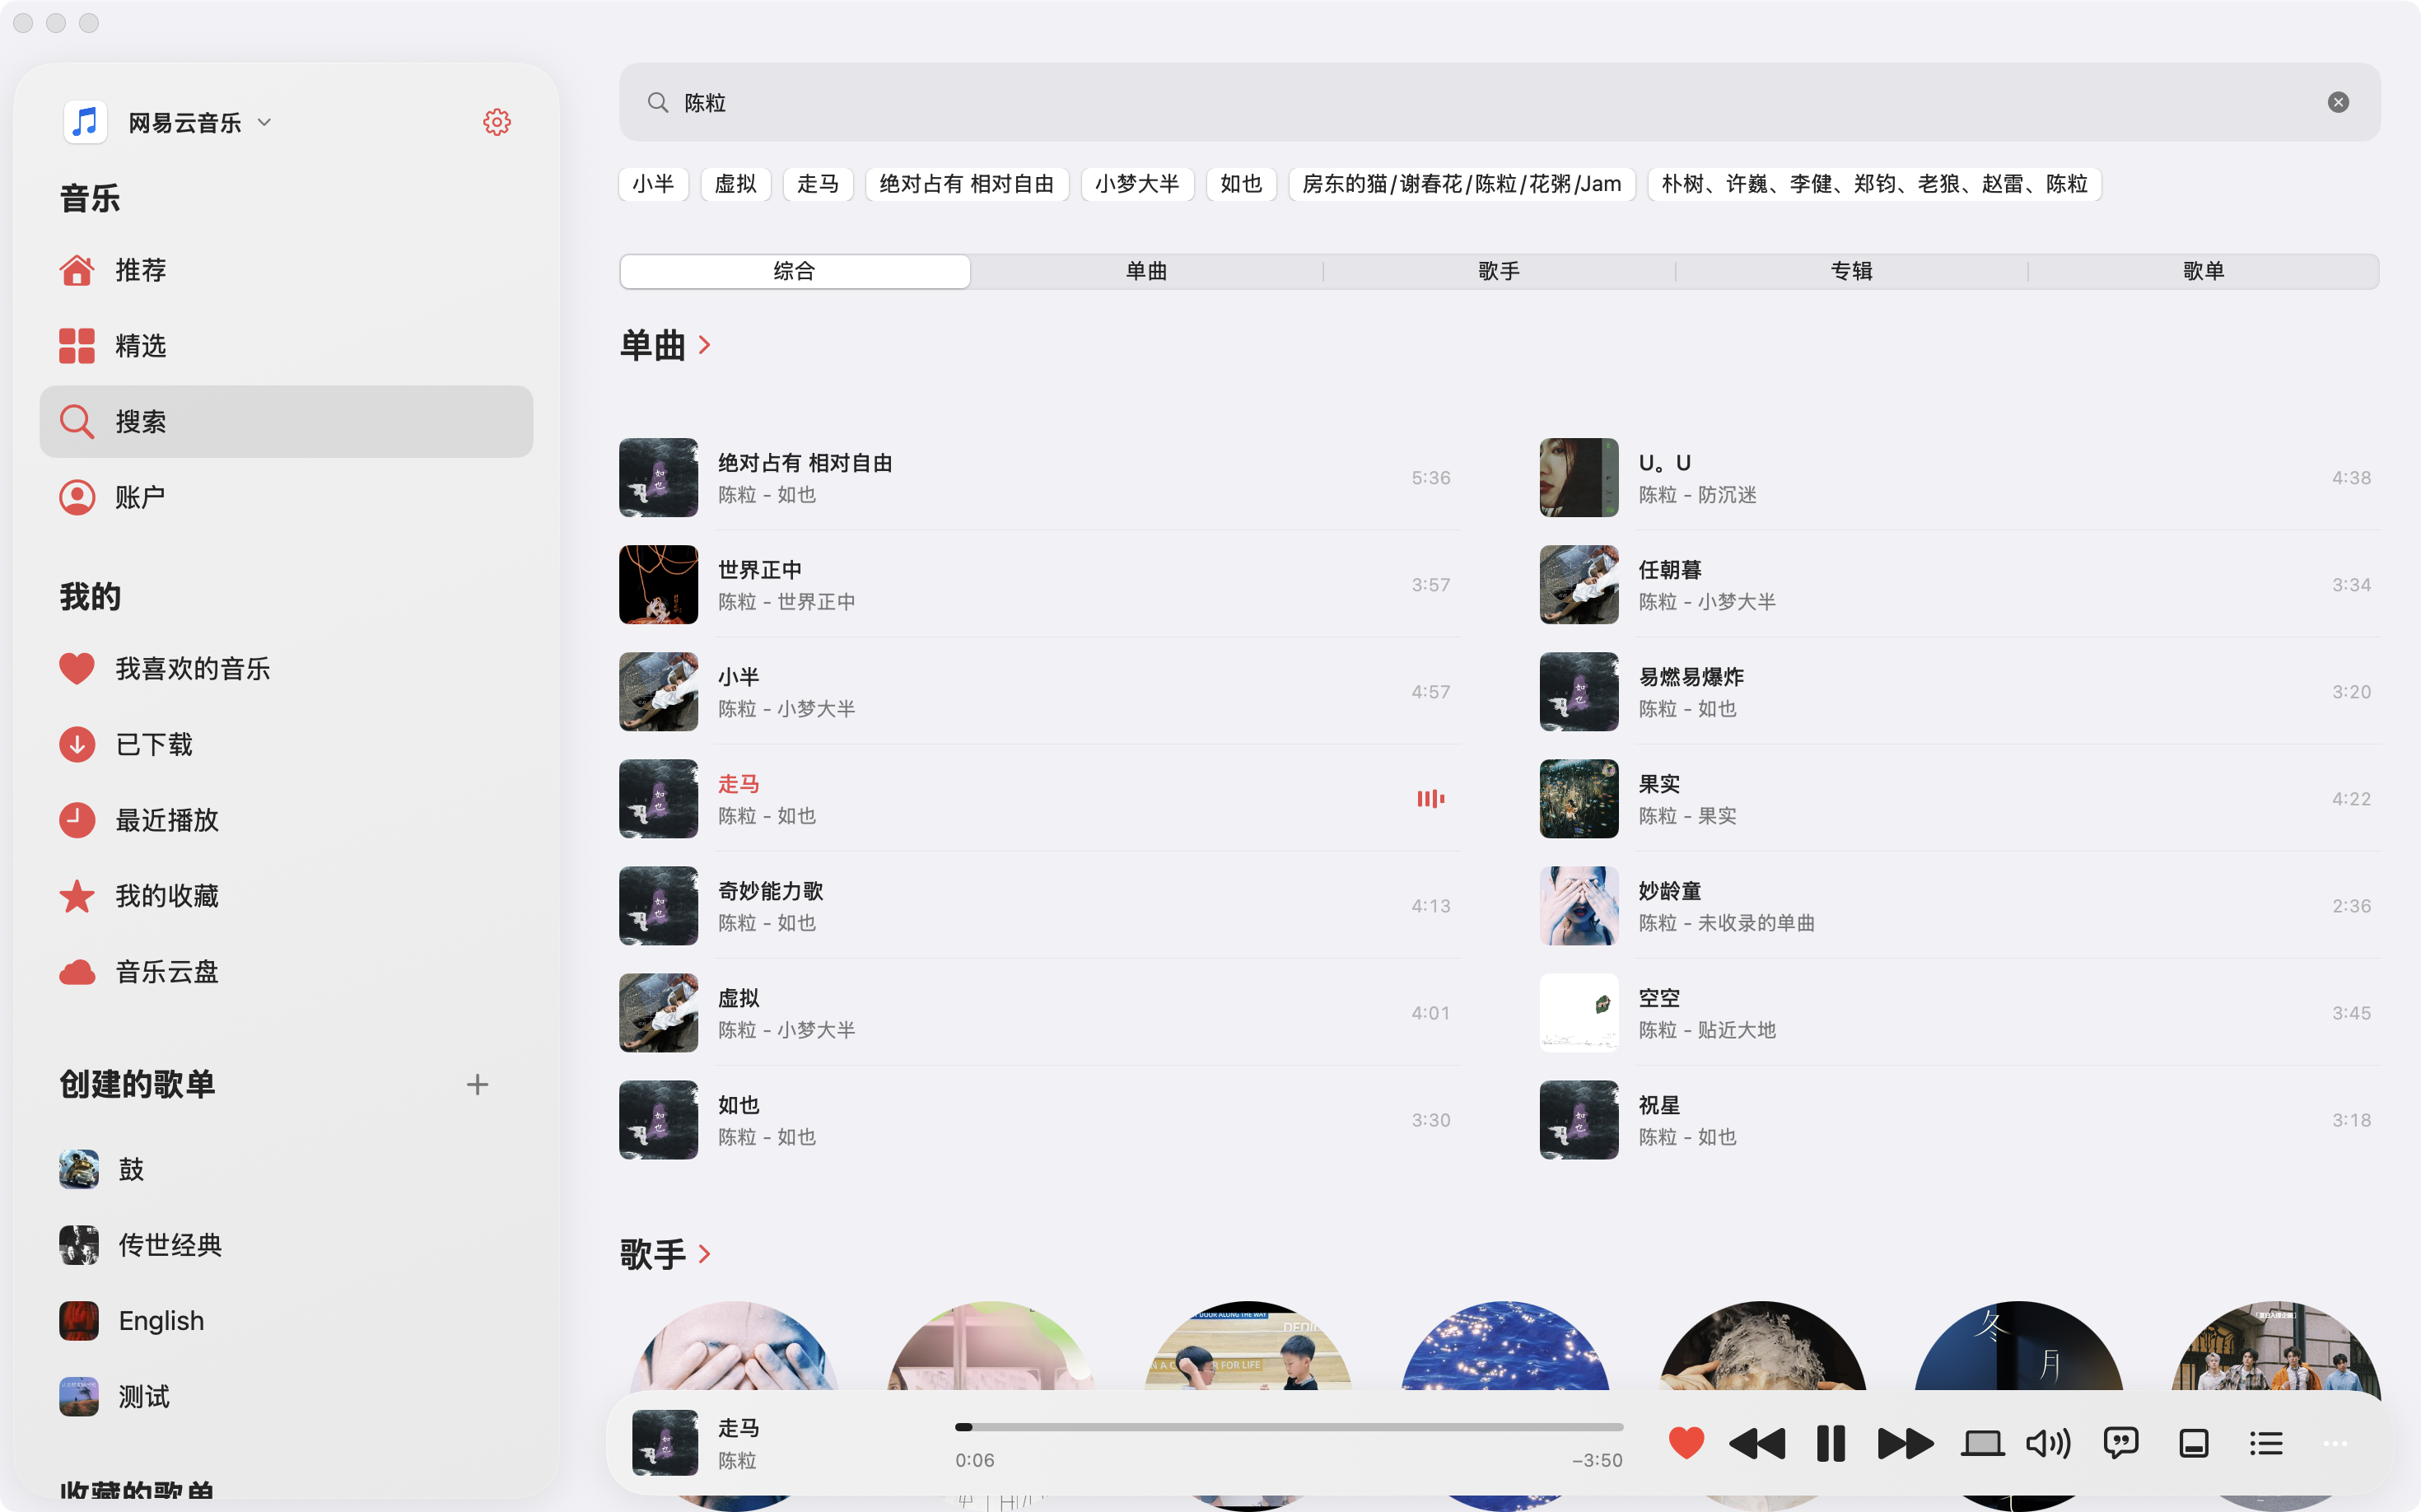 网易云音乐
音乐
推荐
精选
搜索
账户
我的
我喜欢的音乐
已下载
最近播放
我的收藏
音乐云盘
创建的歌单
鼓
传世经典
English
测试
收藏的歌单
陈粒
小半
虚拟
走马
绝对占有 相对自由
小梦大半
如也
房东的猫/谢春花/陈粒/花粥/Jam
朴树、许巍、李健、郑钧、老狼、赵雷、陈粒
综合
单曲
歌手
专辑
歌单
单曲
绝对占有 相对自由
陈粒 - 如也
5:36
世界正中
陈粒 - 世界正中
3:57
小半
陈粒 - 小梦大半
4:57
走马
陈粒 - 如也
奇妙能力歌
陈粒 - 如也
4:13
虚拟
陈粒 - 小梦大半
4:01
如也
陈粒 - 如也
3:30
U。U
陈粒 - 防沉迷
4:38
任朝暮
陈粒 - 小梦大半
3:34
易燃易爆炸
陈粒 - 如也
3:20
果实
陈粒 - 果实
4:22
妙龄童
陈粒 - 未收录的单曲
2:36
空空
陈粒 - 贴近大地
3:45
祝星
陈粒 - 如也
3:18
歌手
冬
月
走马
陈粒
0:06
-3:50